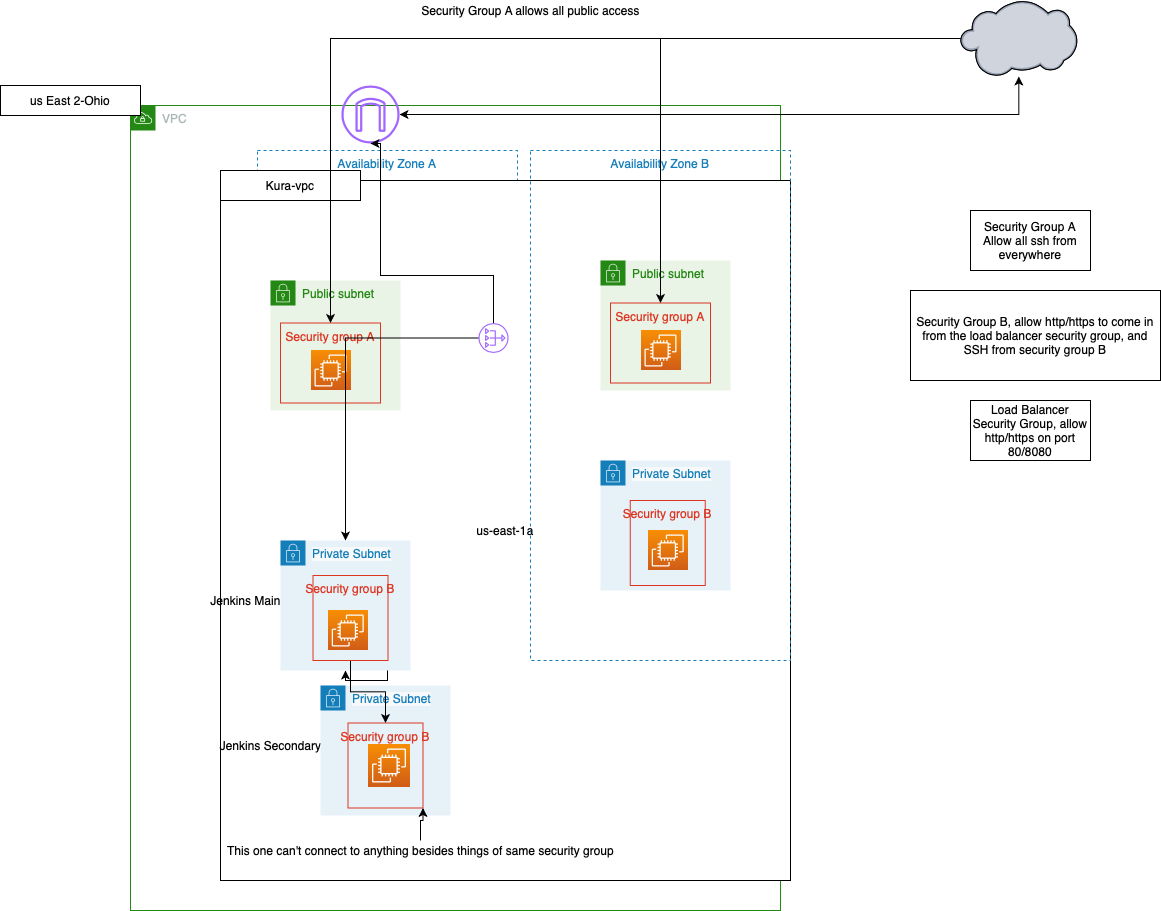 Security Group A allows all public access
us East 2-Ohio
VPC
Availability Zone A
Availability Zone B
Kura-vpc
Security Group A
Allow all ssh from
everywhere
Public subnet
Public subnet
Security group A
Security group A
Security Group B, allow http/https to come in
from the load balancer security group, and
SSH from security group B
Load Balancer
Security Group, allow
http/https on port
80/8080
Private Subnet
Security group B
us-east-1a
Private Subnet
Security group B
Jenkins Main
Private Subnet
Security group B
Jenkins Secondary
This one can't connect to anything besides things of same security group